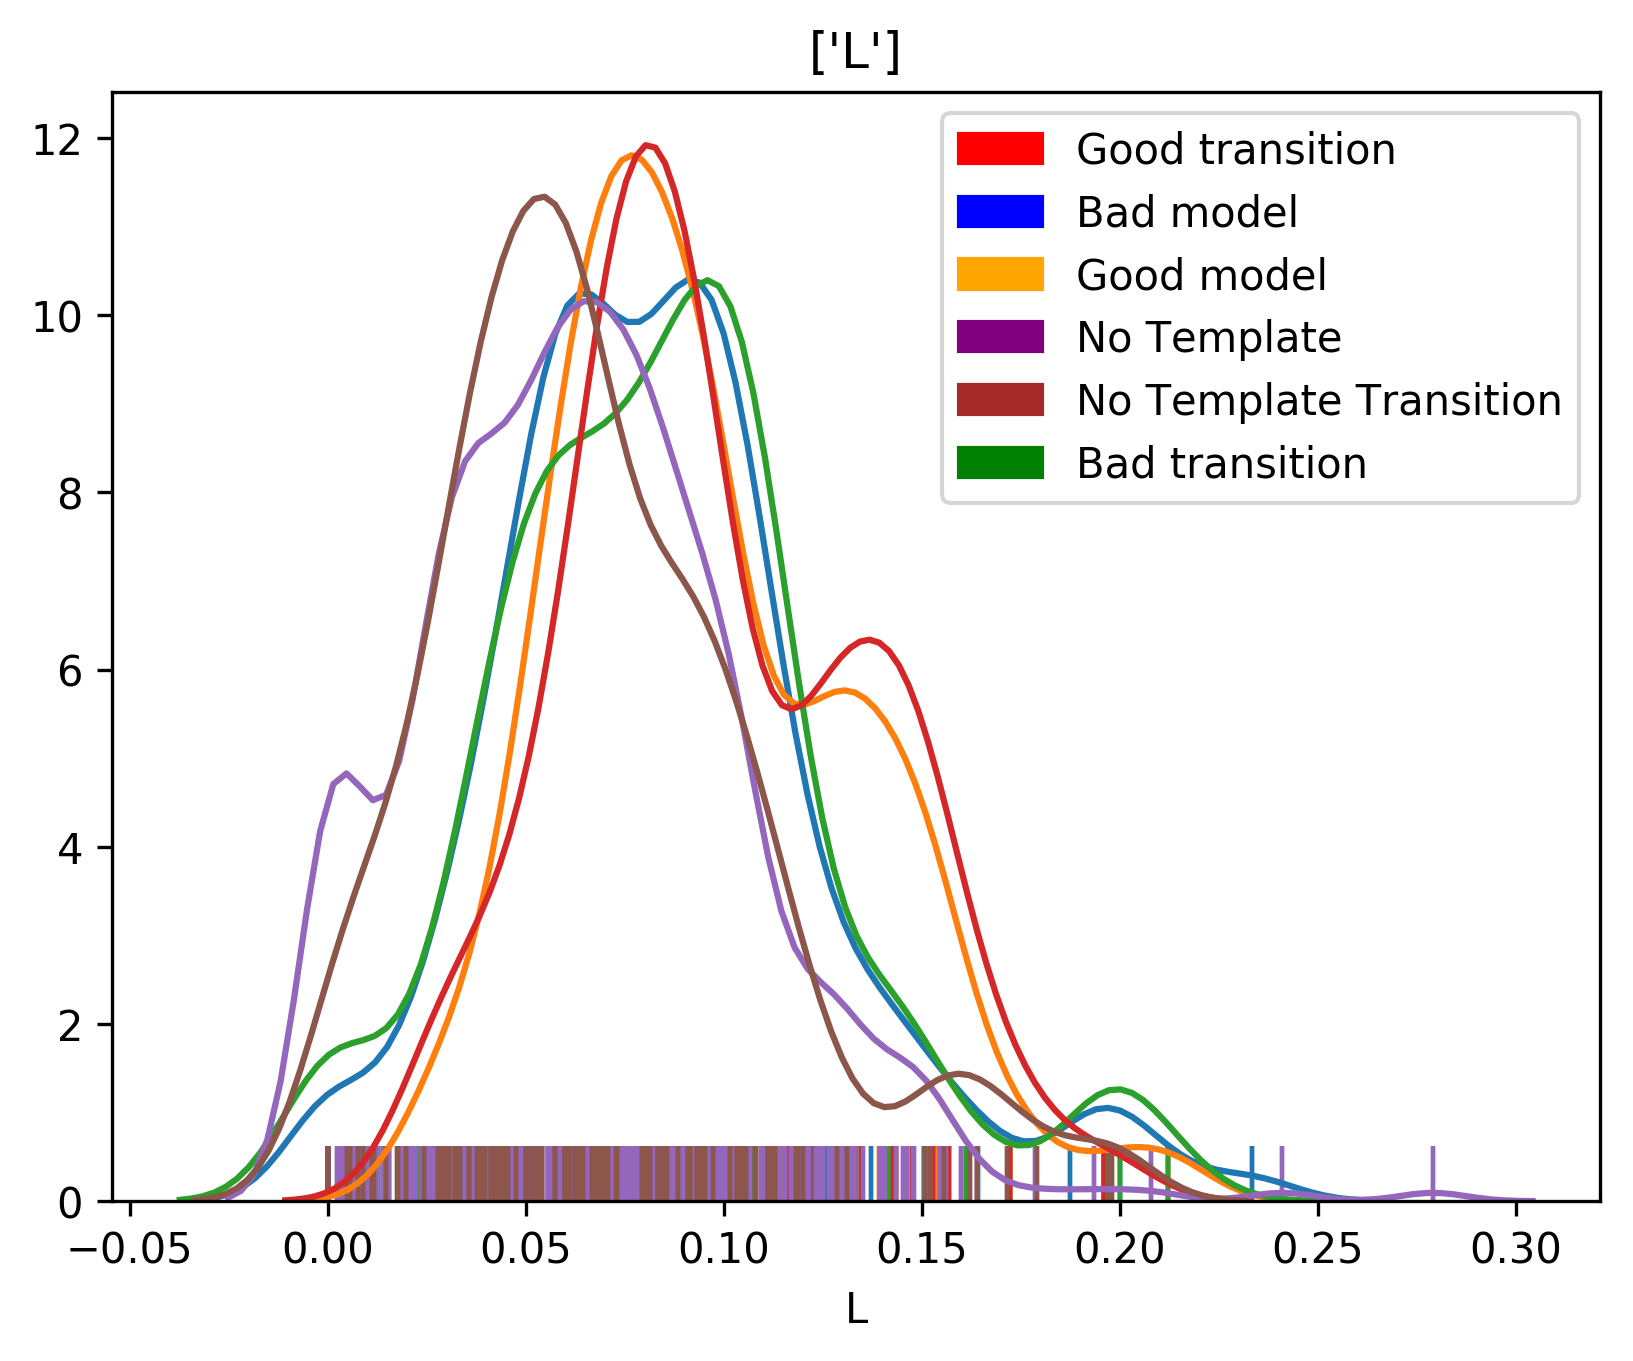 ['L']
12
10
8
6
4
2
0
Good transition
Bad model
Good model
No Template
No Template Transition
Bad transition
−0.05 0.00 0.05 0.10 0.15 0.20 0.25 0.30
L